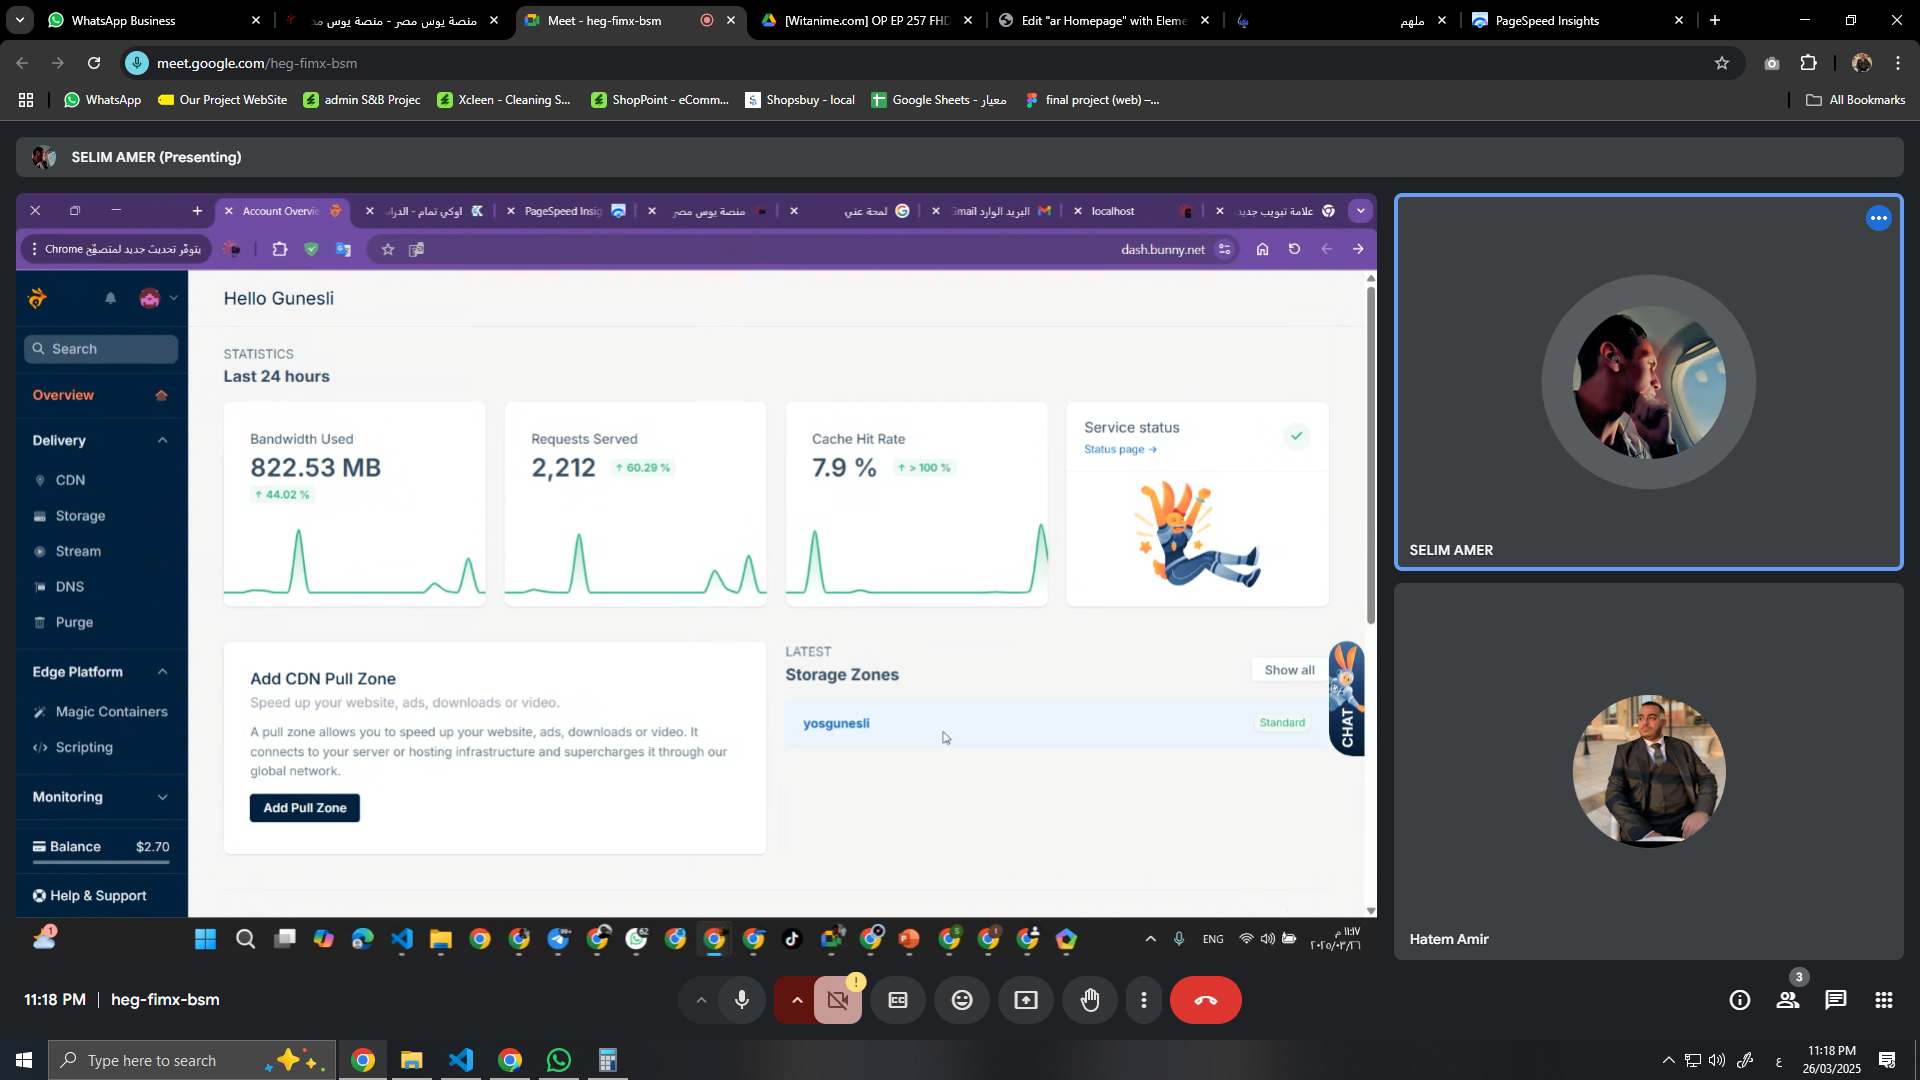 WhatsApp Business
منصة يوس مصر - منصة يوس مص
Meet - heg-fimx-bsm
[Witanime.com] OP EP 257 FHD
Edit "ar Homepage" with Eleme
ملهم
PageSpeed Insights
meet.google.com/heg-fimx-bsm
WhatsApp
Our Project WebSite
admin S&B Projec
Xcleen - Cleaning S...
ShopPoint - eComm...
Shopsbuy - local
Google Sheets - معيار
final project (web) –...
All Bookmarks
SELIM AMER (Presenting)
Account Overvie
اوكي تمام - الدرا
PageSpeed Insig
منصة يوس مصر
لمحة عني
البريد الوارد Gmail
localhost
علامة تبويب جديد
يتوفّر تحديث جديد لمتصفّح Chrome
dash.bunny.net
Hello Gunesli
Search
Overview
Delivery
CDN
Storage
Stream
DNS
Purge
Edge Platform
Magic Containers
Scripting
Monitoring
Balance $2.70
Help & Support
STATISTICS
Last 24 hours
Bandwidth Used
822.53 MB
↑ 44.02 %
Requests Served
2,212 ↑ 60.29 %
Cache Hit Rate
7.9 % ↑ > 100 %
Service status
Status page →
Add CDN Pull Zone
Speed up your website, ads, downloads or video.
A pull zone allows you to speed up your website, ads, downloads or video. It
connects to your server or hosting infrastructure and supercharges it through our
global network.
Add Pull Zone
LATEST
Storage Zones
Show all
yosgunesli
Standard
CHAT
1
99+
62
ENG
١١:١٧ م
٢٠٢٥/٠٣/٢٦
SELIM AMER
Hatem Amir
11:18 PM | heg-fimx-bsm
3
Type here to search
ع
11:18 PM
26/03/2025